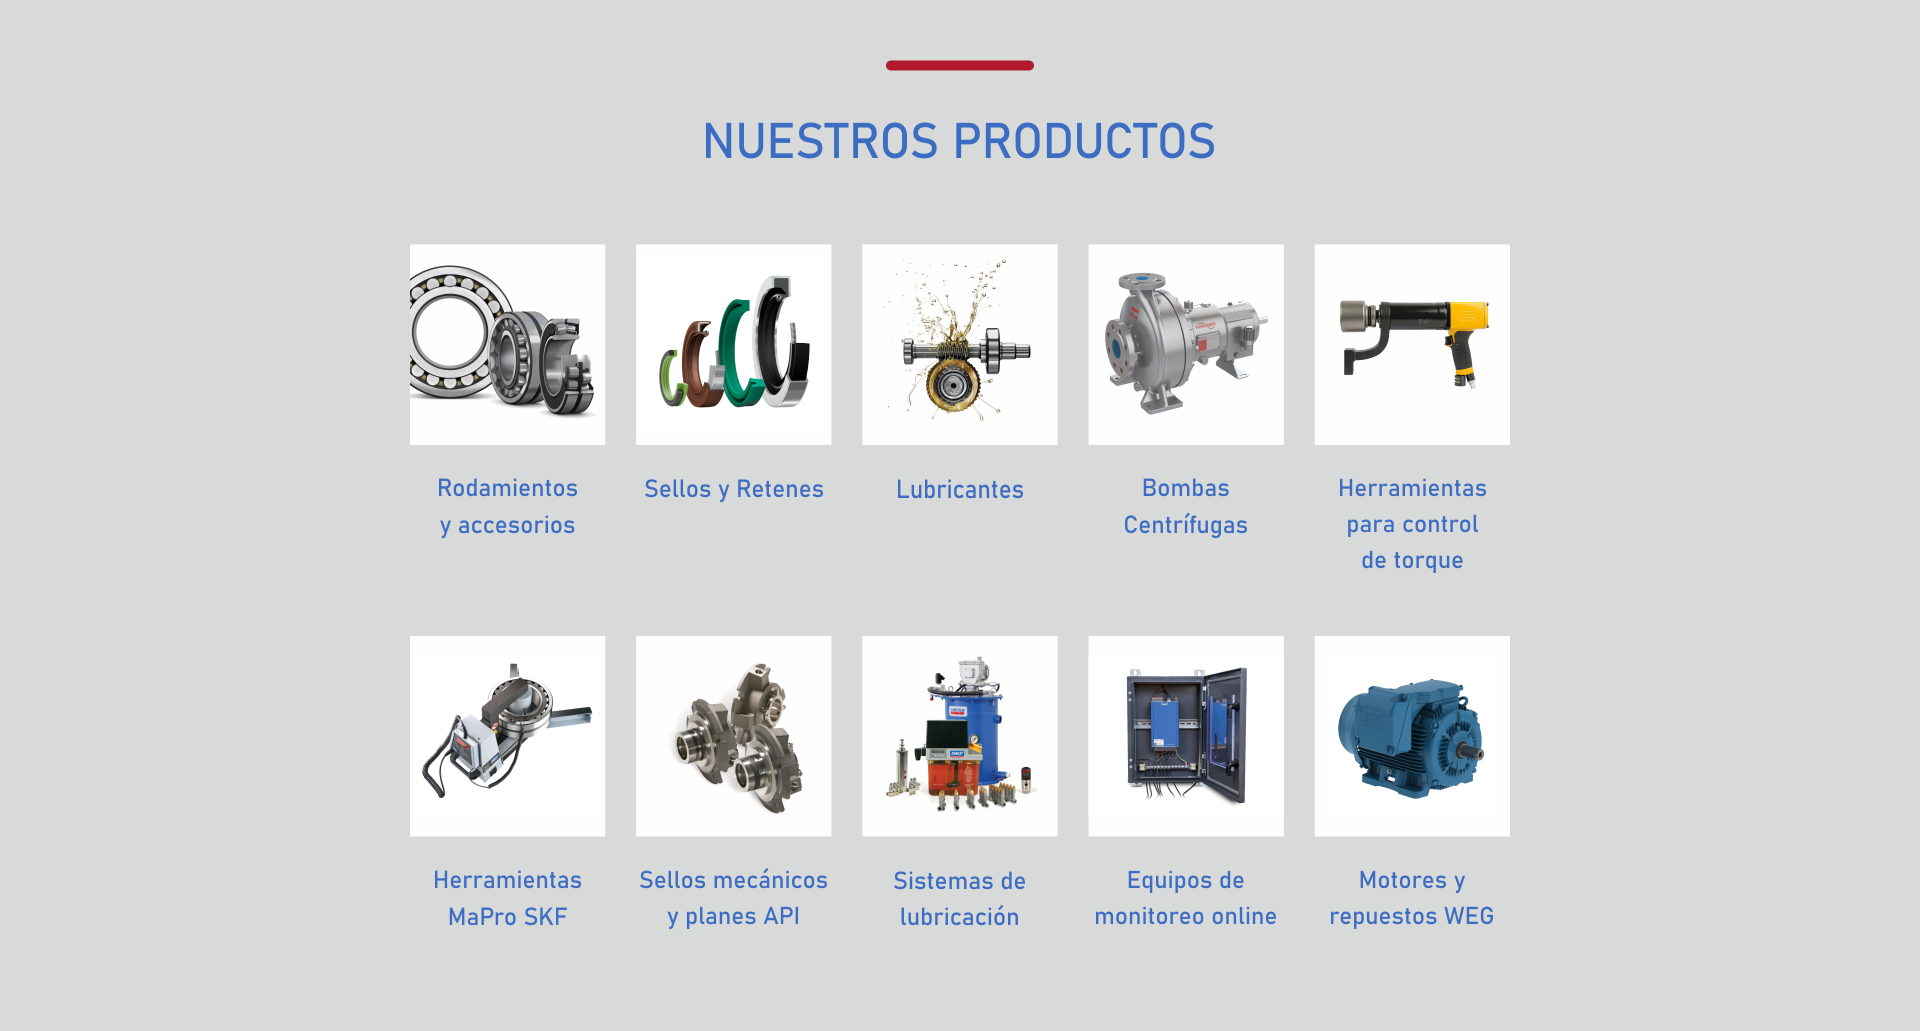 NUESTROS PRODUCTOS
Rodamientos
y accesorios
Sellos y Retenes
Lubricantes
Bombas
Centrífugas
Herramientas
para control
de torque
Herramientas
MaPro SKF
Sellos mecánicos
y planes API
Sistemas de
lubricación
Equipos de
monitoreo online
Motores y
repuestos WEG